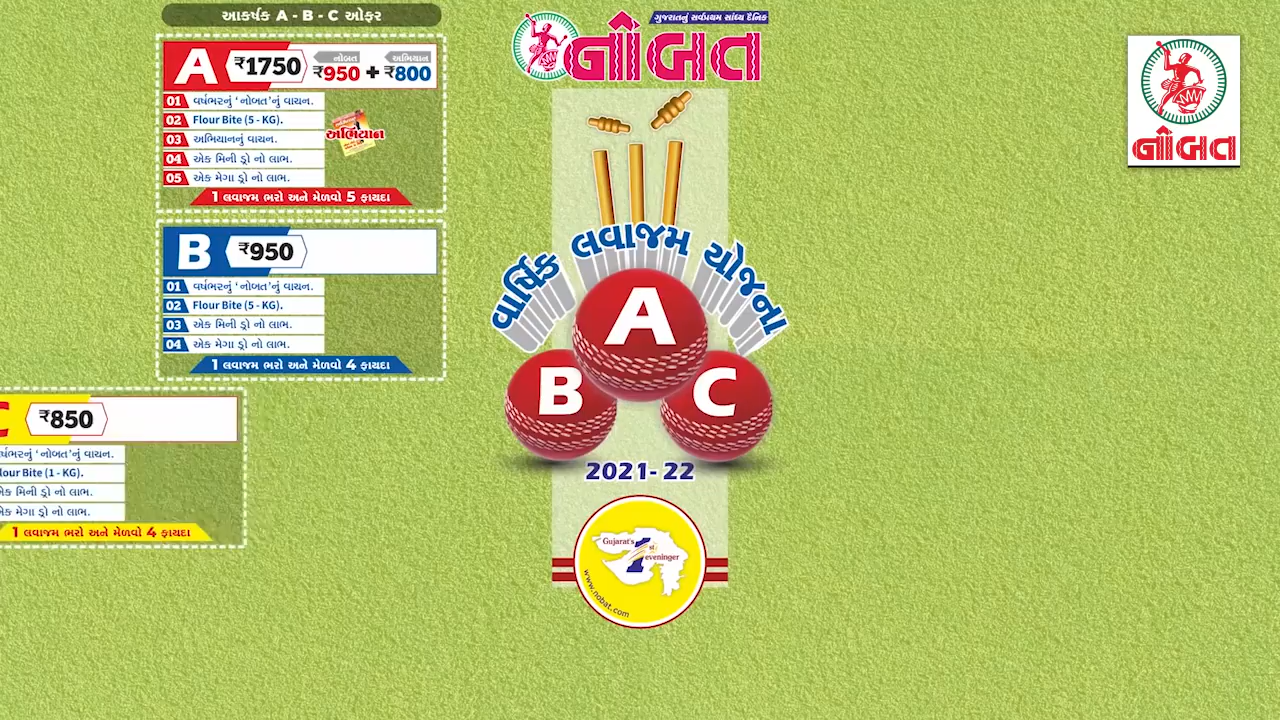 આકર્ષક A - B - C ઓફર
A ₹1750 નોબત ₹950 + અભિયાન ₹800
01 વર્ષભરનું 'નોબત'નું વાચન.
02 Flour Bite (5 - KG).
03 અભિયાનનું વાચન.
04 એક મિની ડ્રો નો લાભ.
05 એક મેગા ડ્રો નો લાભ.
અભિયાન
1 લવાજમ ભરો અને મેળવો 5 ફાયદા
B ₹950
01 વર્ષભરનું 'નોબત'નું વાચન.
02 Flour Bite (5 - KG).
03 એક મિની ડ્રો નો લાભ.
04 એક મેગા ડ્રો નો લાભ.
1 લવાજમ ભરો અને મેળવો 4 ફાયદા
C ₹850
ર્ષભરનું 'નોબત'નું વાચન.
lour Bite (1 - KG).
એક મિની ડ્રો નો લાભ.
એક મેગા ડ્રો નો લાભ.
1 લવાજમ ભરો અને મેળવો 4 ફાયદા
ગુજરાતનું સર્વપ્રથમ સાંધ્ય દૈનિક
નોબત
વાર્ષિક લવાજમ યોજના
A
B C
2021- 22
Gujarat's 1st eveninger
www.nobat.com
નોબત